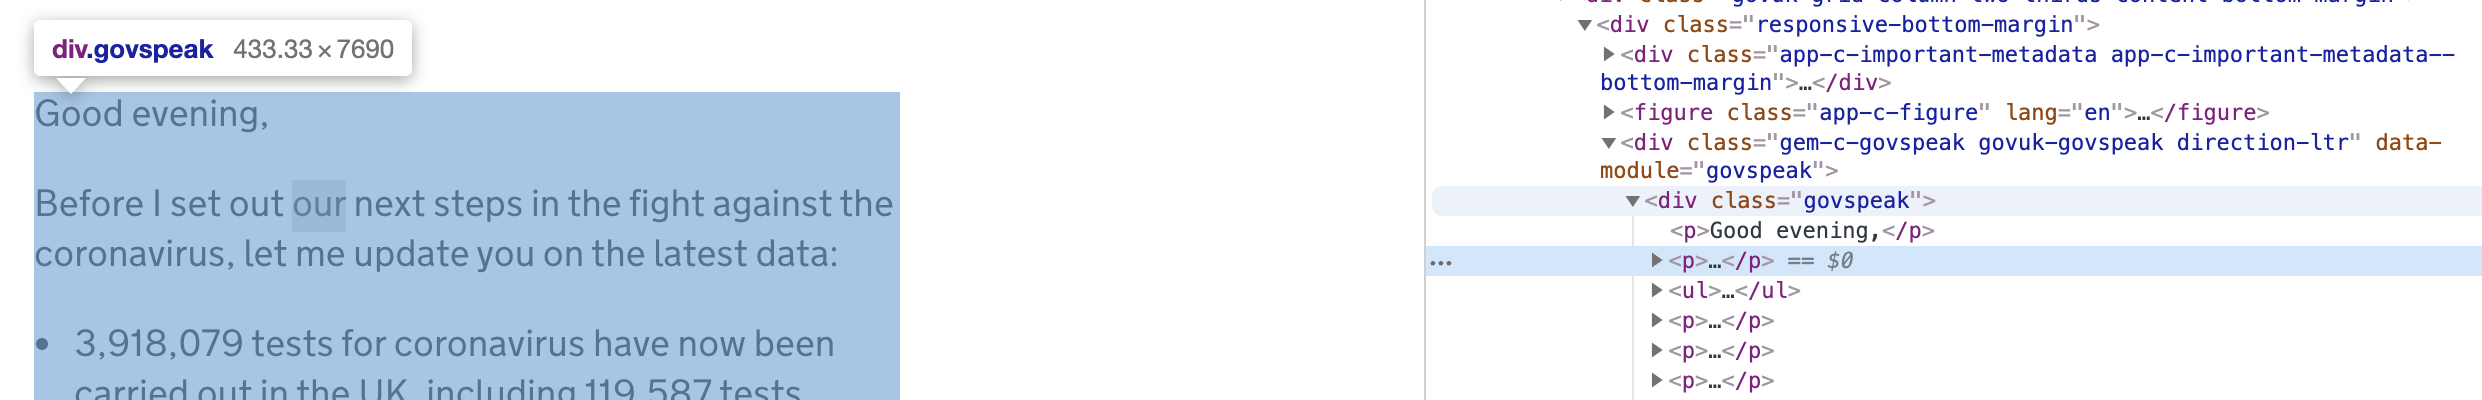 div.govspeak 433.33 × 7690
Good evening,
Before I set out our next steps in the fight against the
coronavirus, let me update you on the latest data:
• 3,918,079 tests for coronavirus have now been
carried out in the UK, including 119,587 tests
<div class="responsive-bottom-margin">
<div class="app-c-important-metadata app-c-important-metadata--
bottom-margin">…</div>
<figure class="app-c-figure" lang="en">…</figure>
<div class="gem-c-govspeak govuk-govspeak direction-ltr" data-
module="govspeak">
<div class="govspeak">
<p>Good evening,</p>
… <p>…</p> == $0
<ul>…</ul>
<p>…</p>
<p>…</p>
<p>…</p>